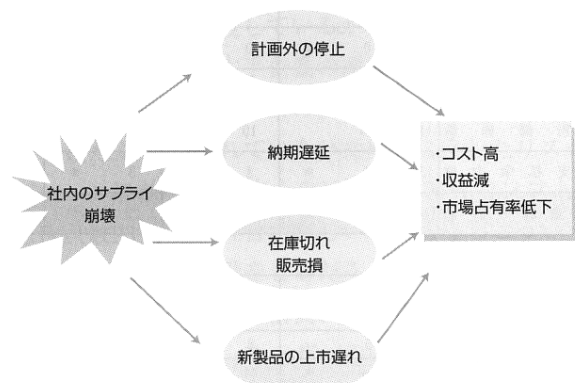 計画外の停止
納期遅延
社内のサプライ
崩壊
在庫切れ
販売損
新製品の上市遅れ
・コスト高
・収益減
・市場占有率低下